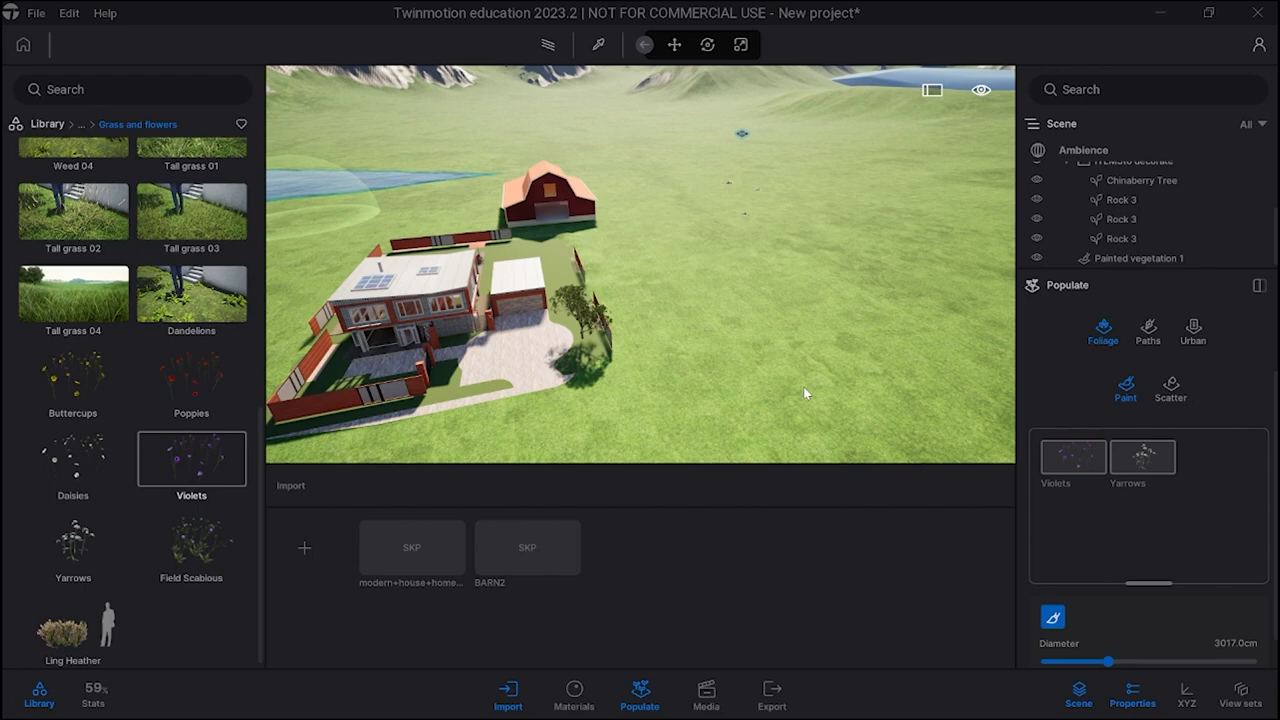 File Edit Help
Twinmotion education 2023.2 | NOT FOR COMMERCIAL USE - New project*
Search
Library > ... > Grass and flowers
Weed 04
Tall grass 01
Tall grass 02
Tall grass 03
Tall grass 04
Dandelions
Buttercups
Poppies
Daisies
Violets
Yarrows
Field Scabious
Ling Heather
Import
SKP
modern+house+home...
SKP
BARN2
Search
Scene
All
Ambience
Chinaberry Tree
Rock 3
Rock 3
Rock 3
Painted vegetation 1
Populate
Foliage
Paths
Urban
Paint
Scatter
Violets
Yarrows
Diameter
3017.0cm
Library
59%
Stats
Import
Materials
Populate
Media
Export
Scene
Properties
XYZ
View sets